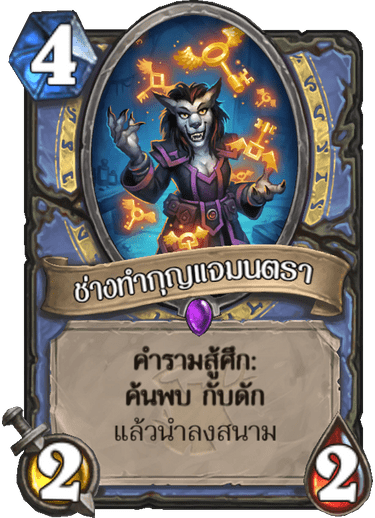 4
ช่างทำกุญแจมนตรา
คำรามสู้ศึก:
ค้นพบ กับดัก
แล้วนำลงสนาม
2
2